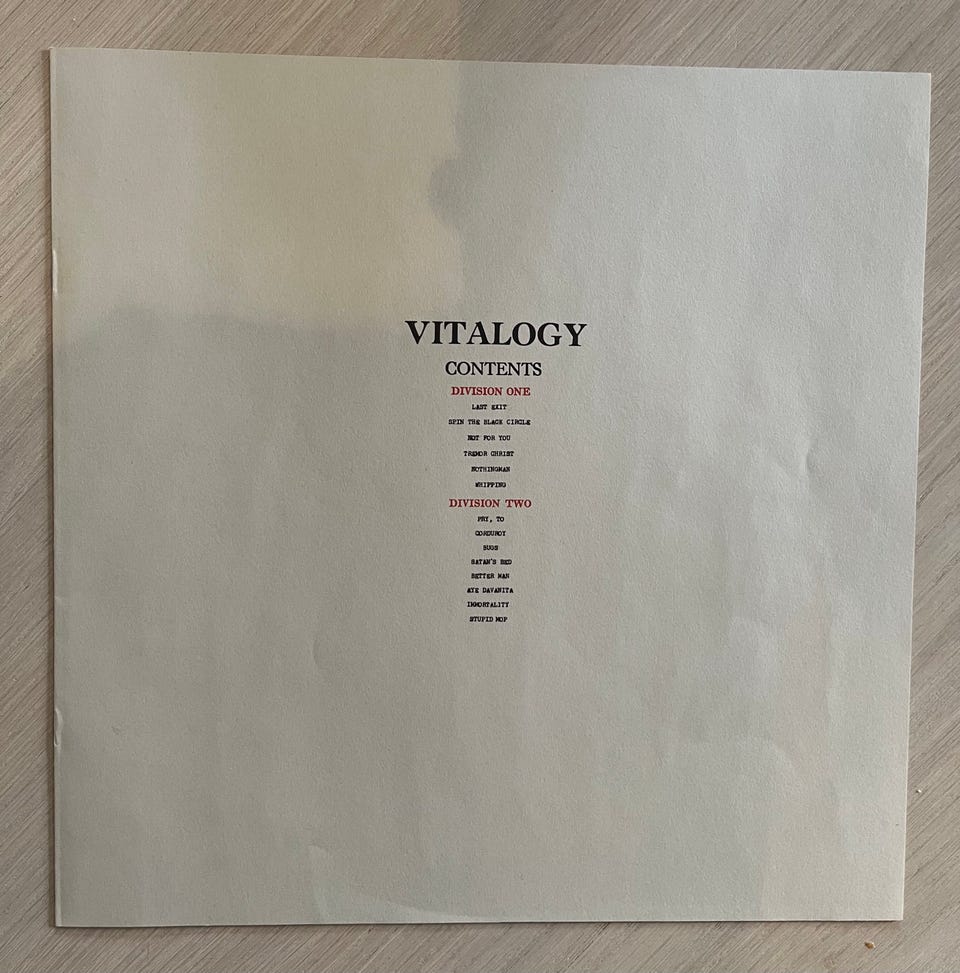 VITALOGY
CONTENTS
DIVISION ONE
LAST EXIT
SPIN THE BLACK CIRCLE
NOT FOR YOU
TREMOR CHRIST
NOTHINGMAN
WHIPPING
DIVISION TWO
PRY, TO
CORDUROY
BUGS
SATAN'S BED
BETTER MAN
AYE DAVANITA
IMMORTALITY
STUPID MOP